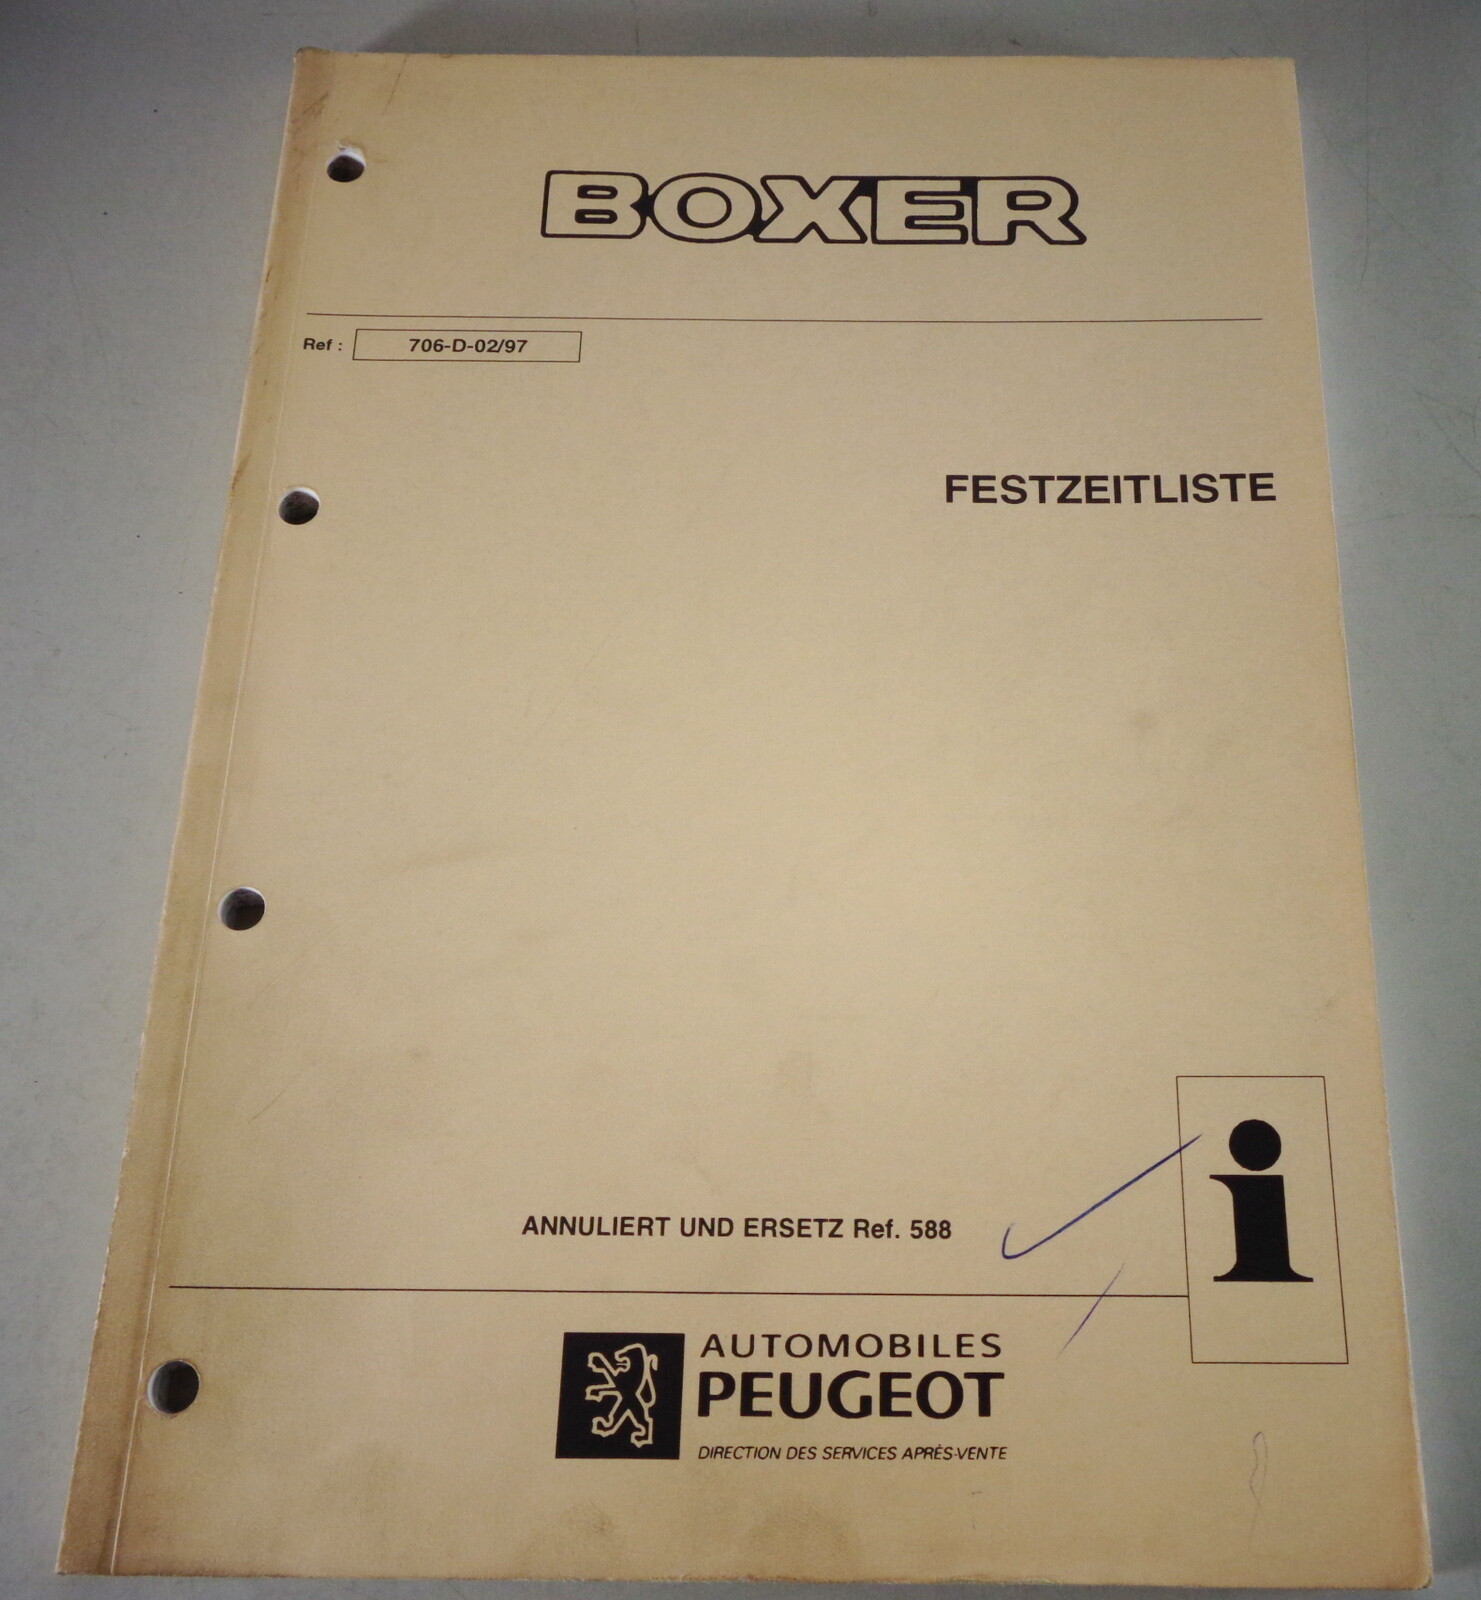 BOXER
Ref : 706-D-02/97
FESTZEITLISTE
ANNULIERT UND ERSETZ Ref. 588
i
AUTOMOBILES
PEUGEOT
DIRECTION DES SERVICES APRÈS-VENTE